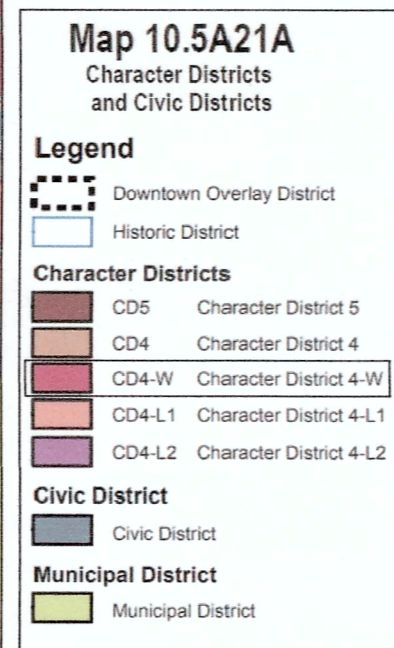 Map 10.5A21A
Character Districts
and Civic Districts
Legend
Downtown Overlay District
Historic District
Character Districts
CD5 Character District 5
CD4 Character District 4
CD4-W Character District 4-W
CD4-L1 Character District 4-L1
CD4-L2 Character District 4-L2
Civic District
Civic District
Municipal District
Municipal District